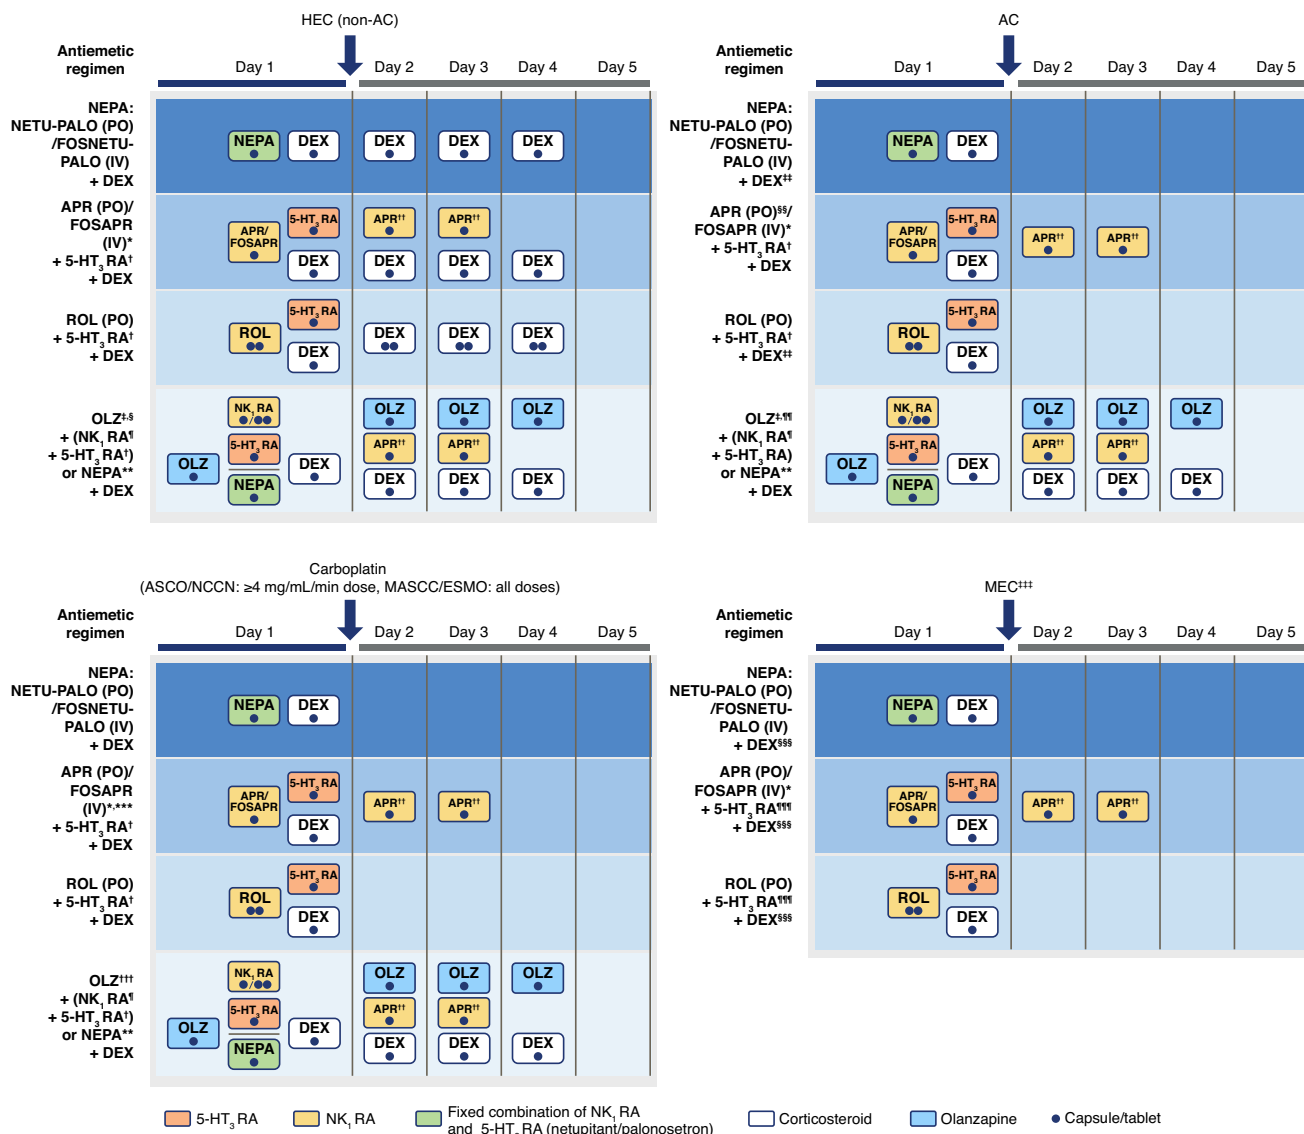 HEC (non-AC)
Antiemetic
regimen
Day 1
Day 2
Day 3
Day 4
Day 5
NEPA:
NETU-PALO (PO)
/FOSNETU-
PALO (IV)
+ DEX
NEPA
DEX
DEX
DEX
DEX
APR (PO)/
FOSAPR
(IV)*
+ 5-HT₃ RA†
+ DEX
APR/
FOSAPR
5-HT₃ RA
DEX
APR††
APR††
DEX
DEX
DEX
ROL (PO)
+ 5-HT₃ RA†
+ DEX
ROL
5-HT₃ RA
DEX
DEX
DEX
DEX
OLZ‡,§
+ (NK₁ RA¶
+ 5-HT₃ RA†)
or NEPA**
+ DEX
OLZ
NK₁ RA
/
5-HT₃ RA
NEPA
DEX
OLZ
OLZ
OLZ
APR††
APR††
DEX
DEX
DEX
AC
Antiemetic
regimen
Day 1
Day 2
Day 3
Day 4
Day 5
NEPA:
NETU-PALO (PO)
/FOSNETU-
PALO (IV)
+ DEX‡‡
NEPA
DEX
APR (PO)§§/
FOSAPR (IV)*
+ 5-HT₃ RA†
+ DEX
APR/
FOSAPR
5-HT₃ RA
DEX
APR††
APR††
ROL (PO)
+ 5-HT₃ RA†
+ DEX‡‡
ROL
5-HT₃ RA
DEX
OLZ‡,¶¶
+ (NK₁ RA¶
+ 5-HT₃ RA)
or NEPA**
+ DEX
OLZ
NK₁ RA
/
5-HT₃ RA
NEPA
DEX
OLZ
OLZ
OLZ
APR††
APR††
DEX
DEX
DEX
Carboplatin
(ASCO/NCCN: ≥4 mg/mL/min dose, MASCC/ESMO: all doses)
Antiemetic
regimen
Day 1
Day 2
Day 3
Day 4
Day 5
NEPA:
NETU-PALO (PO)
/FOSNETU-
PALO (IV)
+ DEX
NEPA
DEX
APR (PO)/
FOSAPR
(IV)*,***
+ 5-HT₃ RA†
+ DEX
APR/
FOSAPR
5-HT₃ RA
DEX
APR††
APR††
ROL (PO)
+ 5-HT₃ RA†
+ DEX
ROL
5-HT₃ RA
DEX
OLZ†††
+ (NK₁ RA¶
+ 5-HT₃ RA†)
or NEPA**
+ DEX
OLZ
NK₁ RA
/
5-HT₃ RA
NEPA
DEX
OLZ
OLZ
OLZ
APR††
APR††
DEX
DEX
DEX
MEC‡‡‡
Antiemetic
regimen
Day 1
Day 2
Day 3
Day 4
Day 5
NEPA:
NETU-PALO (PO)
/FOSNETU-
PALO (IV)
+ DEX§§§
NEPA
DEX
APR (PO)/
FOSAPR (IV)*
+ 5-HT₃ RA¶¶¶
+ DEX§§§
APR/
FOSAPR
5-HT₃ RA
DEX
APR††
APR††
ROL (PO)
+ 5-HT₃ RA¶¶¶
+ DEX§§§
ROL
5-HT₃ RA
DEX
5-HT₃ RA
NK₁ RA
Fixed combination of NK₁ RA
and 5-HT₃ RA (netupitant/palonosetron)
Corticosteroid
Olanzapine
Capsule/tablet